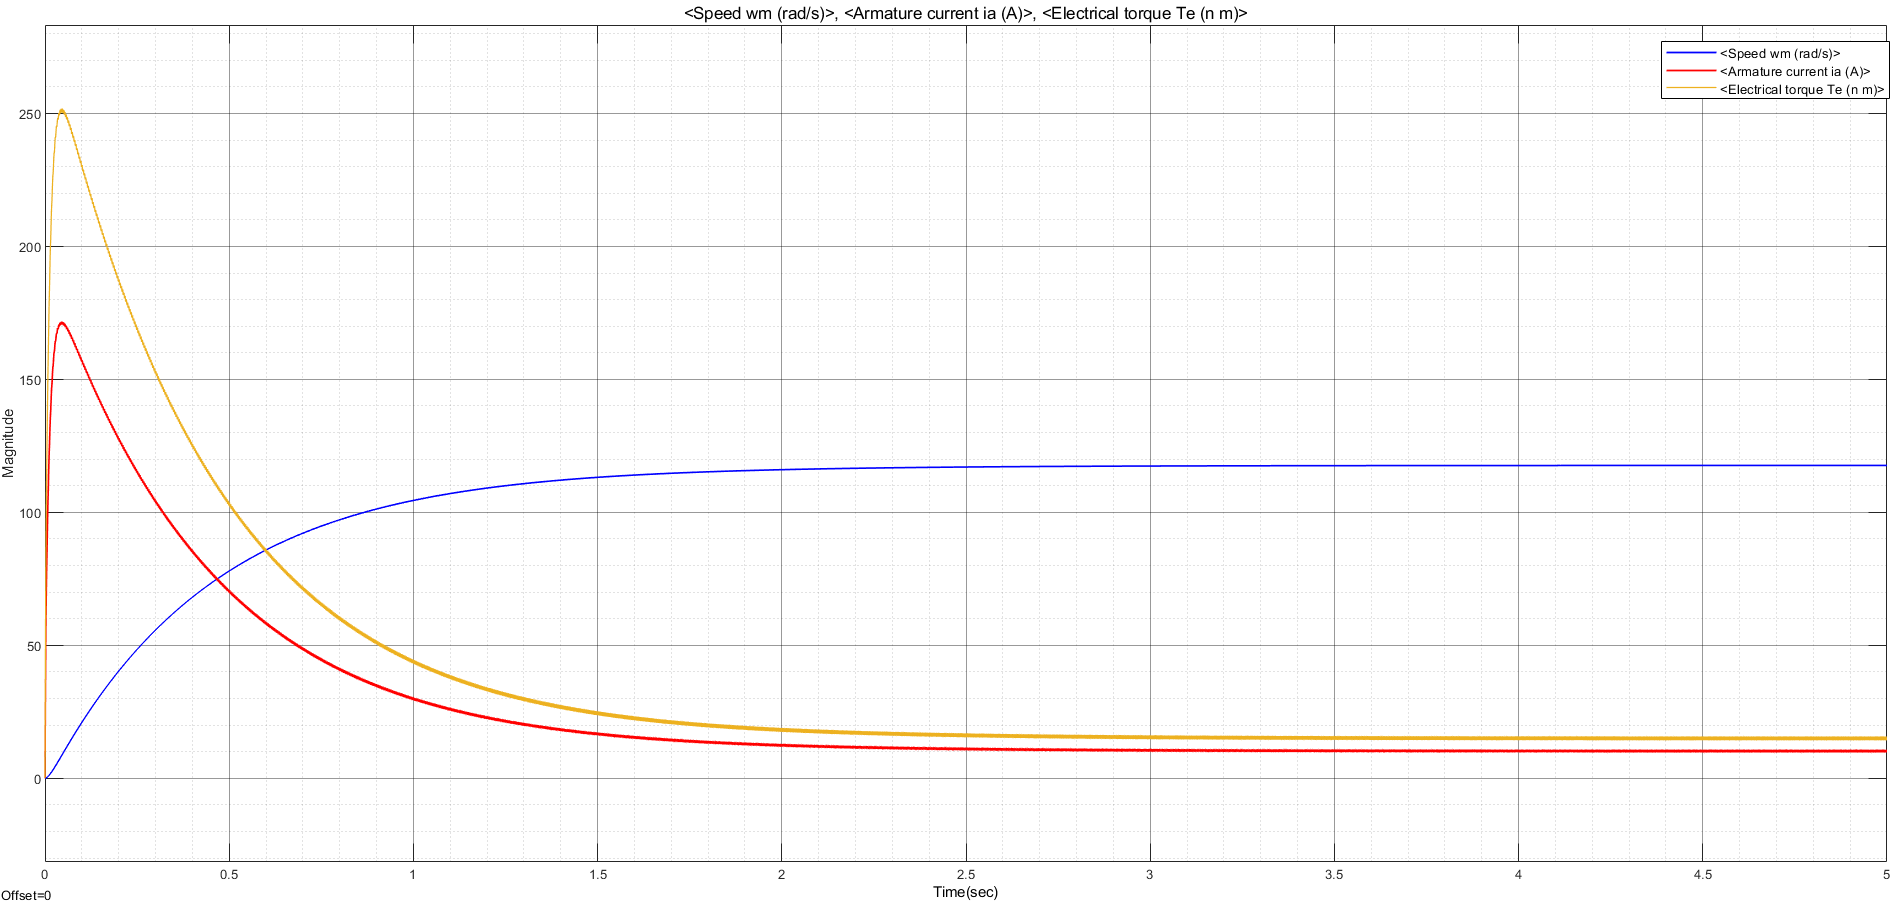 <Speed wm (rad/s)>, <Armature current ia (A)>, <Electrical torque Te (n m)>
<Speed wm (rad/s)>
<Armature current ia (A)>
<Electrical torque Te (n m)>
250
200
150
100
50
0
Magnitude
0 0.5 1 1.5 2 2.5 3 3.5 4 4.5 5
Time(sec)
Offset=0